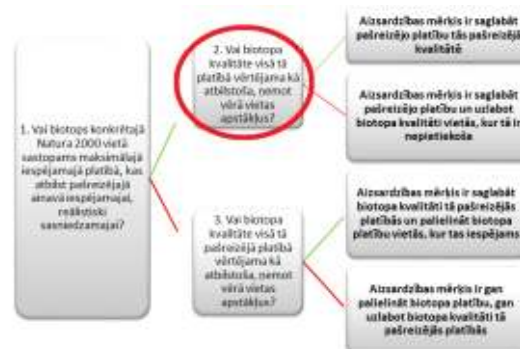 1. Vai biotops konkrētajā
Natura 2000 vietā
sastopams maksimālajā
iespējamajā platībā, kas
atbilst pašreizējajā
ainavā iespējamajai,
reālistiski
sasniedzamajai?
2. Vai biotopa
kvalitāte visā tā
platībā vērtējama kā
atbilstoša, ņemot
vērā vietas
apstākļus?
3. Vai biotopa
kvalitāte visā tā
pašreizējā platībā
vērtējama kā
atbilstoša, ņemot
vērā vietas
apstākļus?
Aizsardzības mērķis ir saglabāt
pašreizējo platību tās pašreizējā
kvalitātē
Aizsardzības mērķis ir saglabāt
pašreizējo platību un uzlabot
biotopa kvalitāti vietās, kur tā ir
nepietiekoša
Aizsardzības mērķis ir saglabāt
biotopa kvalitāti tā pašreizējās
platībās un palielināt biotopa
platību vietās, kur tas iespējams
Aizsardzības mērķis ir gan
palielināt biotopa platību, gan
uzlabot biotopa kvalitāti tā
pašreizējās platībās